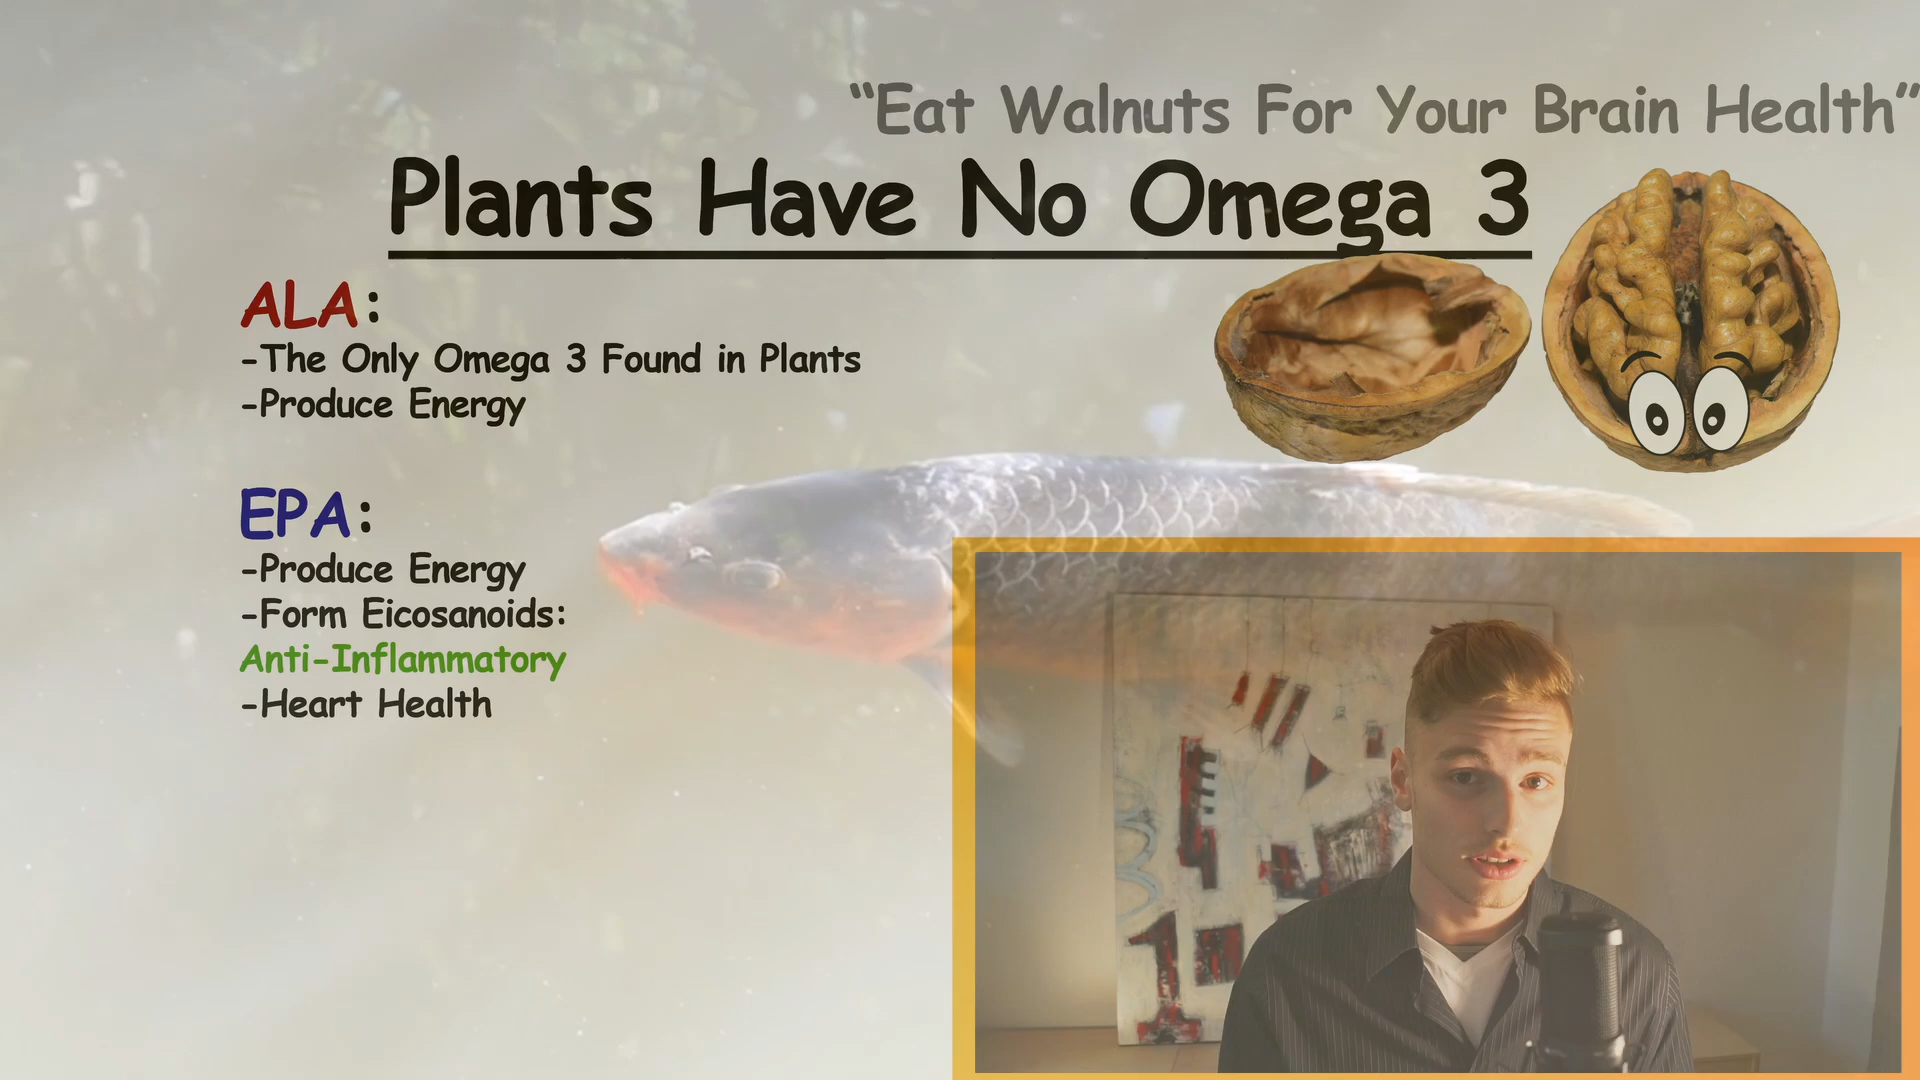 “Eat Walnuts For Your Brain Health”
Plants Have No Omega 3
ALA:
-The Only Omega 3 Found in Plants
-Produce Energy
EPA:
-Produce Energy
-Form Eicosanoids:
Anti-Inflammatory
-Heart Health
1